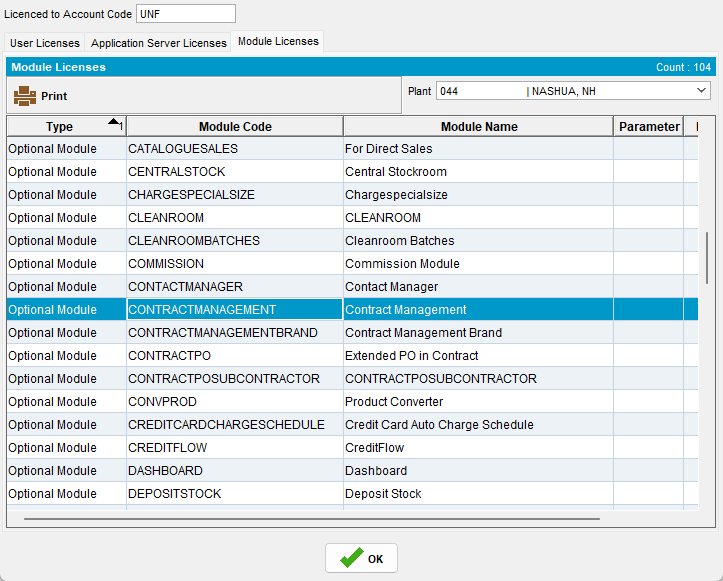 Licenced to Account Code UNF
User Licenses Application Server Licenses Module Licenses
Module Licenses Count : 104
Print Plant 044 | NASHUA, NH
Type 1 Module Code Module Name Parameter
Optional Module CATALOGUESALES For Direct Sales
Optional Module CENTRALSTOCK Central Stockroom
Optional Module CHARGESPECIALSIZE Chargespecialsize
Optional Module CLEANROOM CLEANROOM
Optional Module CLEANROOMBATCHES Cleanroom Batches
Optional Module COMMISSION Commission Module
Optional Module CONTACTMANAGER Contact Manager
Optional Module CONTRACTMANAGEMENT Contract Management
Optional Module CONTRACTMANAGEMENTBRAND Contract Management Brand
Optional Module CONTRACTPO Extended PO in Contract
Optional Module CONTRACTPOSUBCONTRACTOR CONTRACTPOSUBCONTRACTOR
Optional Module CONVPROD Product Converter
Optional Module CREDITCARDCHARGESCHEDULE Credit Card Auto Charge Schedule
Optional Module CREDITFLOW CreditFlow
Optional Module DASHBOARD Dashboard
Optional Module DEPOSITSTOCK Deposit Stock
OK